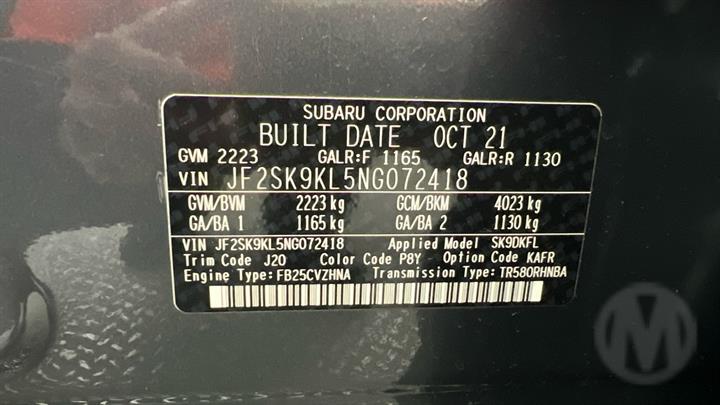 SUBARU CORPORATION
BUILT DATE OCT 21
GVM 2223 GALR:F 1165 GALR:R 1130
VIN JF2SK9KL5NG072418
GVM/BVM 2223 kg GCM/BKM 4023 kg
GA/BA 1 1165 kg GA/BA 2 1130 kg
VIN JF2SK9KL5NG072418 Applied Model SK9DKFL
Trim Code J20 Color Code P8Y Option Code KAFR
Engine Type:FB25CVZHNA Transmission Type:TR580RHNBA
M